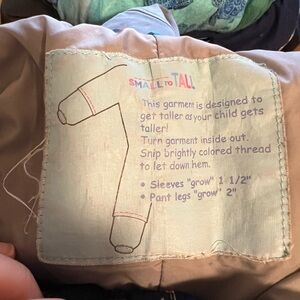 SMALL TO TALL
This garment is designed to
get taller as your child gets
taller!
Turn garment inside out.
Snip brightly colored thread
to let down hem.
• Sleeves "grow" 1 1/2"
• Pant legs "grow" 2"